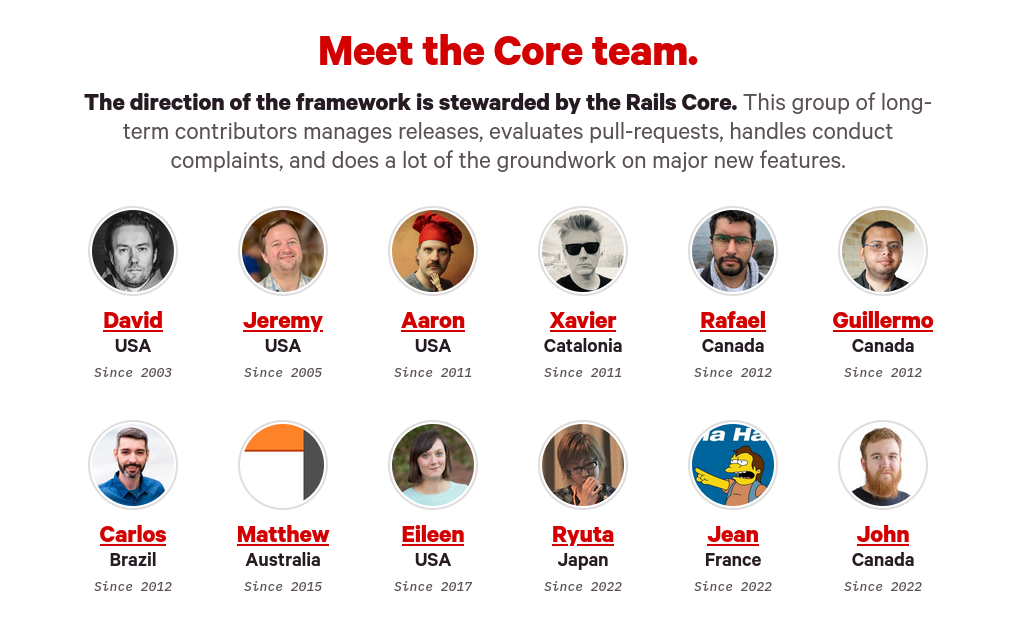 Meet the Core team.
The direction of the framework is stewarded by the Rails Core. This group of long-
term contributors manages releases, evaluates pull-requests, handles conduct
complaints, and does a lot of the groundwork on major new features.
David Jeremy Aaron Xavier Rafael Guillermo
USA USA USA Catalonia Canada Canada
Since 2003 Since 2005 Since 2011 Since 2011 Since 2012 Since 2012
Ha
Carlos Matthew Eileen Ryuta Jean John
Brazil Australia USA Japan France Canada
Since 2012 Since 2015 Since 2017 Since 2022 Since 2022 Since 2022